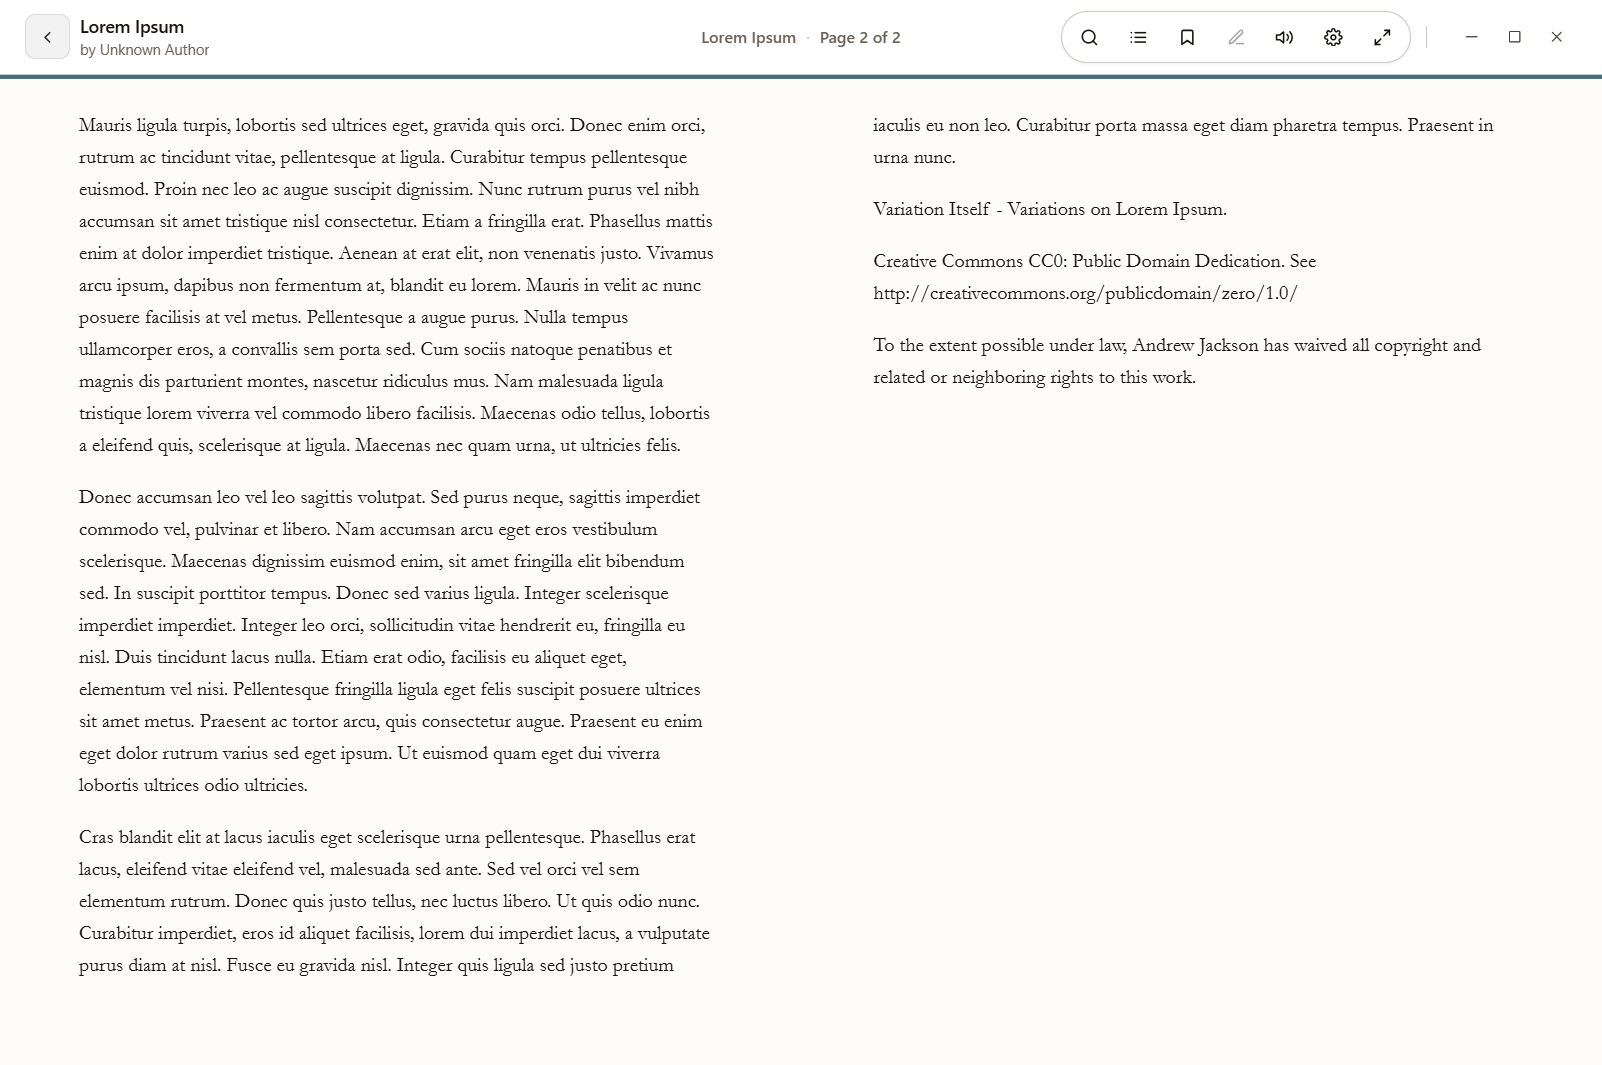 Lorem Ipsum
by Unknown Author
Lorem Ipsum · Page 2 of 2
Mauris ligula turpis, lobortis sed ultrices eget, gravida quis orci. Donec enim orci,
rutrum ac tincidunt vitae, pellentesque at ligula. Curabitur tempus pellentesque
euismod. Proin nec leo ac augue suscipit dignissim. Nunc rutrum purus vel nibh
accumsan sit amet tristique nisl consectetur. Etiam a fringilla erat. Phasellus mattis
enim at dolor imperdiet tristique. Aenean at erat elit, non venenatis justo. Vivamus
arcu ipsum, dapibus non fermentum at, blandit eu lorem. Mauris in velit ac nunc
posuere facilisis at vel metus. Pellentesque a augue purus. Nulla tempus
ullamcorper eros, a convallis sem porta sed. Cum sociis natoque penatibus et
magnis dis parturient montes, nascetur ridiculus mus. Nam malesuada ligula
tristique lorem viverra vel commodo libero facilisis. Maecenas odio tellus, lobortis
a eleifend quis, scelerisque at ligula. Maecenas nec quam urna, ut ultricies felis.
Donec accumsan leo vel leo sagittis volutpat. Sed purus neque, sagittis imperdiet
commodo vel, pulvinar et libero. Nam accumsan arcu eget eros vestibulum
scelerisque. Maecenas dignissim euismod enim, sit amet fringilla elit bibendum
sed. In suscipit porttitor tempus. Donec sed varius ligula. Integer scelerisque
imperdiet imperdiet. Integer leo orci, sollicitudin vitae hendrerit eu, fringilla eu
nisl. Duis tincidunt lacus nulla. Etiam erat odio, facilisis eu aliquet eget,
elementum vel nisi. Pellentesque fringilla ligula eget felis suscipit posuere ultrices
sit amet metus. Praesent ac tortor arcu, quis consectetur augue. Praesent eu enim
eget dolor rutrum varius sed eget ipsum. Ut euismod quam eget dui viverra
lobortis ultrices odio ultricies.
Cras blandit elit at lacus iaculis eget scelerisque urna pellentesque. Phasellus erat
lacus, eleifend vitae eleifend vel, malesuada sed ante. Sed vel orci vel sem
elementum rutrum. Donec quis justo tellus, nec luctus libero. Ut quis odio nunc.
Curabitur imperdiet, eros id aliquet facilisis, lorem dui imperdiet lacus, a vulputate
purus diam at nisl. Fusce eu gravida nisl. Integer quis ligula sed justo pretium
iaculis eu non leo. Curabitur porta massa eget diam pharetra tempus. Praesent in
urna nunc.
Variation Itself - Variations on Lorem Ipsum.
Creative Commons CC0: Public Domain Dedication. See
http://creativecommons.org/publicdomain/zero/1.0/
To the extent possible under law, Andrew Jackson has waived all copyright and
related or neighboring rights to this work.